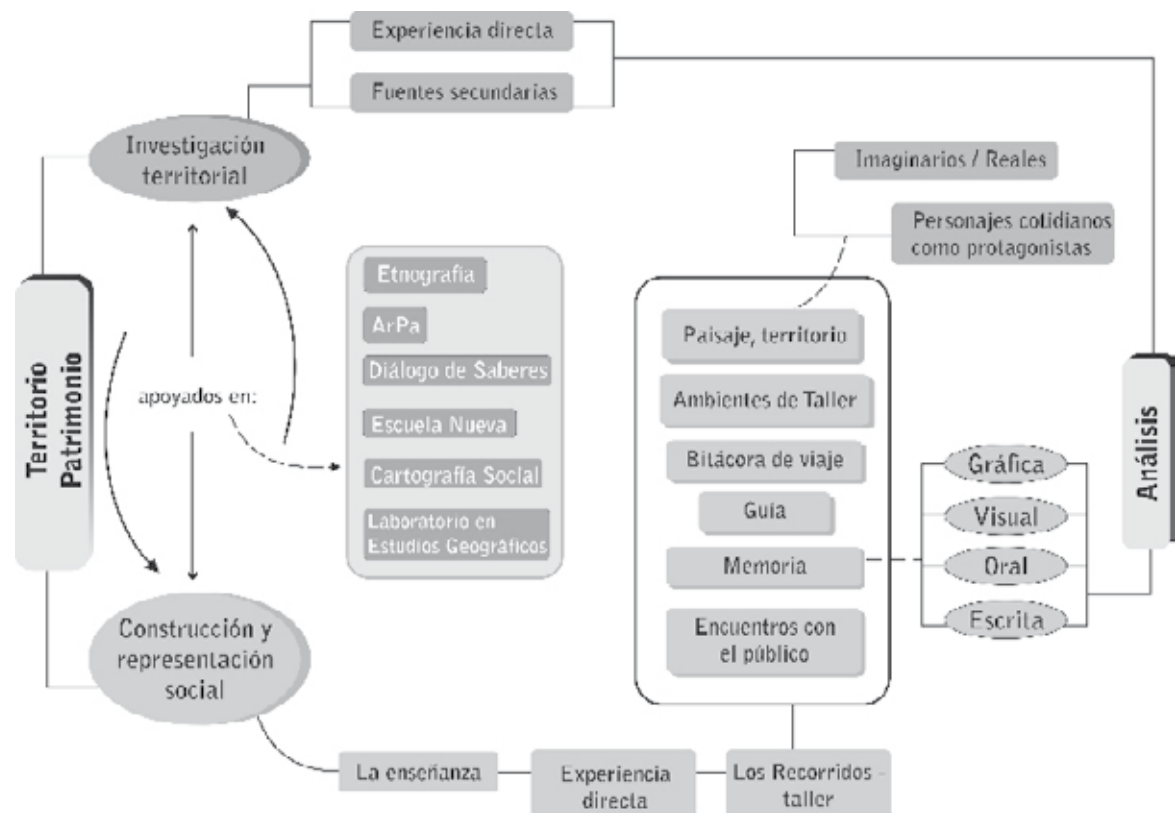 Experiencia directa
Fuentes secundarias
Investigación
territorial
Imaginarios / Reales
Personajes cotidianos
como protagonistas
Territorio
Patrimonio
apoyados en:
Etnografía
ArPa
Diálogo de Saberes
Escuela Nueva
Cartografía Social
Laboratorio en
Estudios Geográficos
Paisaje, territorio
Ambientes de Taller
Bitácora de viaje
Guía
Memoria
Encuentros con
el público
Gráfica
Visual
Oral
Escrita
Análisis
Construcción y
representación
social
La enseñanza
Experiencia
directa
Los Recorridos -
taller